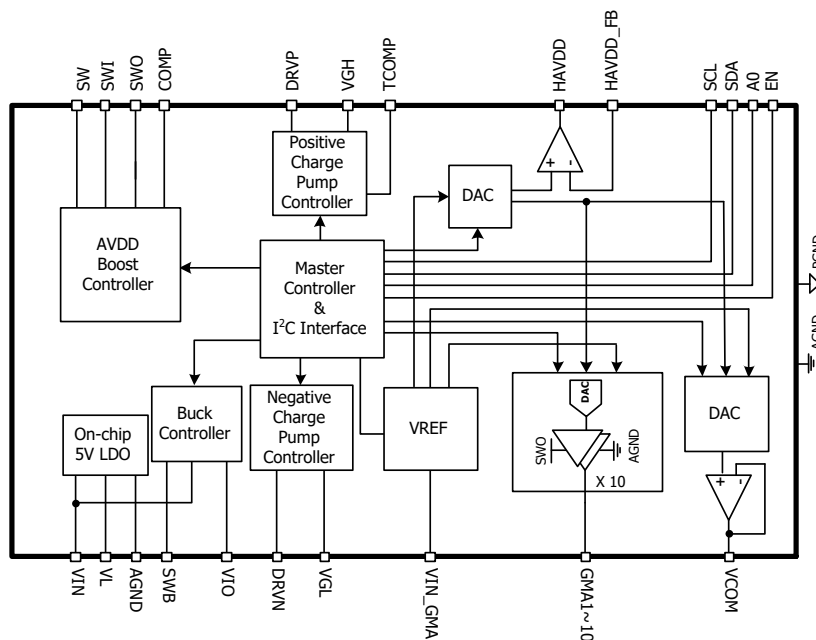 SW
SWI
SWO
COMP
DRVP
VGH
TCOMP
HAVDD
HAVDD_FB
SCL
SDA
A0
EN
Positive
Charge
Pump
Controller
+
-
DAC
AVDD
Boost
Controller
Master
Controller
&
I²C Interface
PGND
AGND
On-chip
5V LDO
Buck
Controller
Negative
Charge
Pump
Controller
VREF
DAC
SWO
AGND
X 10
DAC
+
-
VIN
VL
AGND
SWB
VIO
DRVN
VGL
VIN_GMA
GMA1~10
VCOM